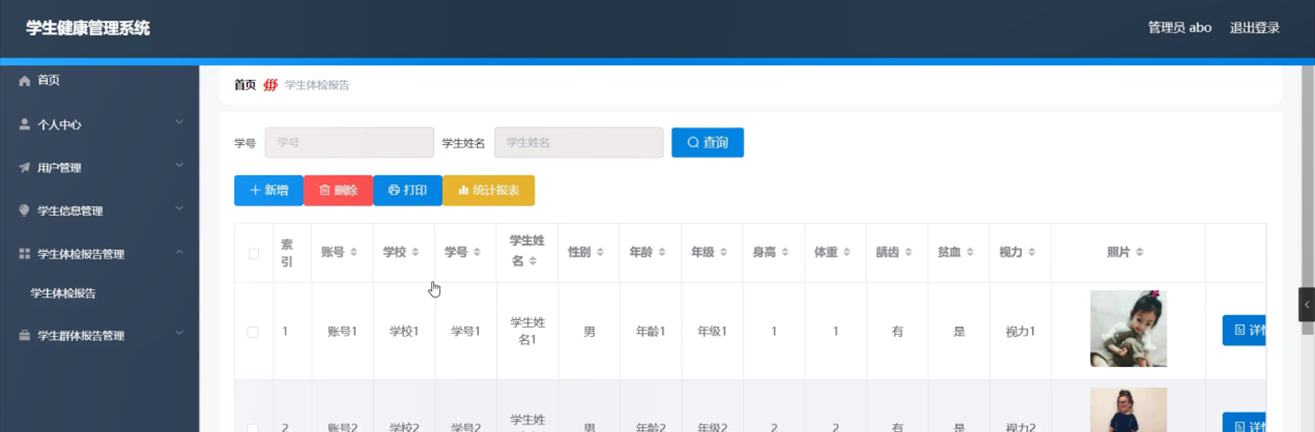 学生健康管理系统
管理员 abo 退出登录
首页
个人中心
用户管理
学生信息管理
学生体检报告管理
学生体检报告
学生群体报告管理
首页 学生体检报告
学号 学号 学生姓名 学生姓名 查询
新增 删除 打印 统计报表
索引 账号 学校 学号 学生姓名 性别 年龄 年级 身高 体重 龋齿 贫血 视力 照片
1 账号1 学校1 学号1 学生姓名1 男 年龄1 年级1 1 1 有 是 视力1 详情
2 账号2 学校2 学号2 学生姓 男 年龄2 年级2 2 2 有 是 视力2 详情